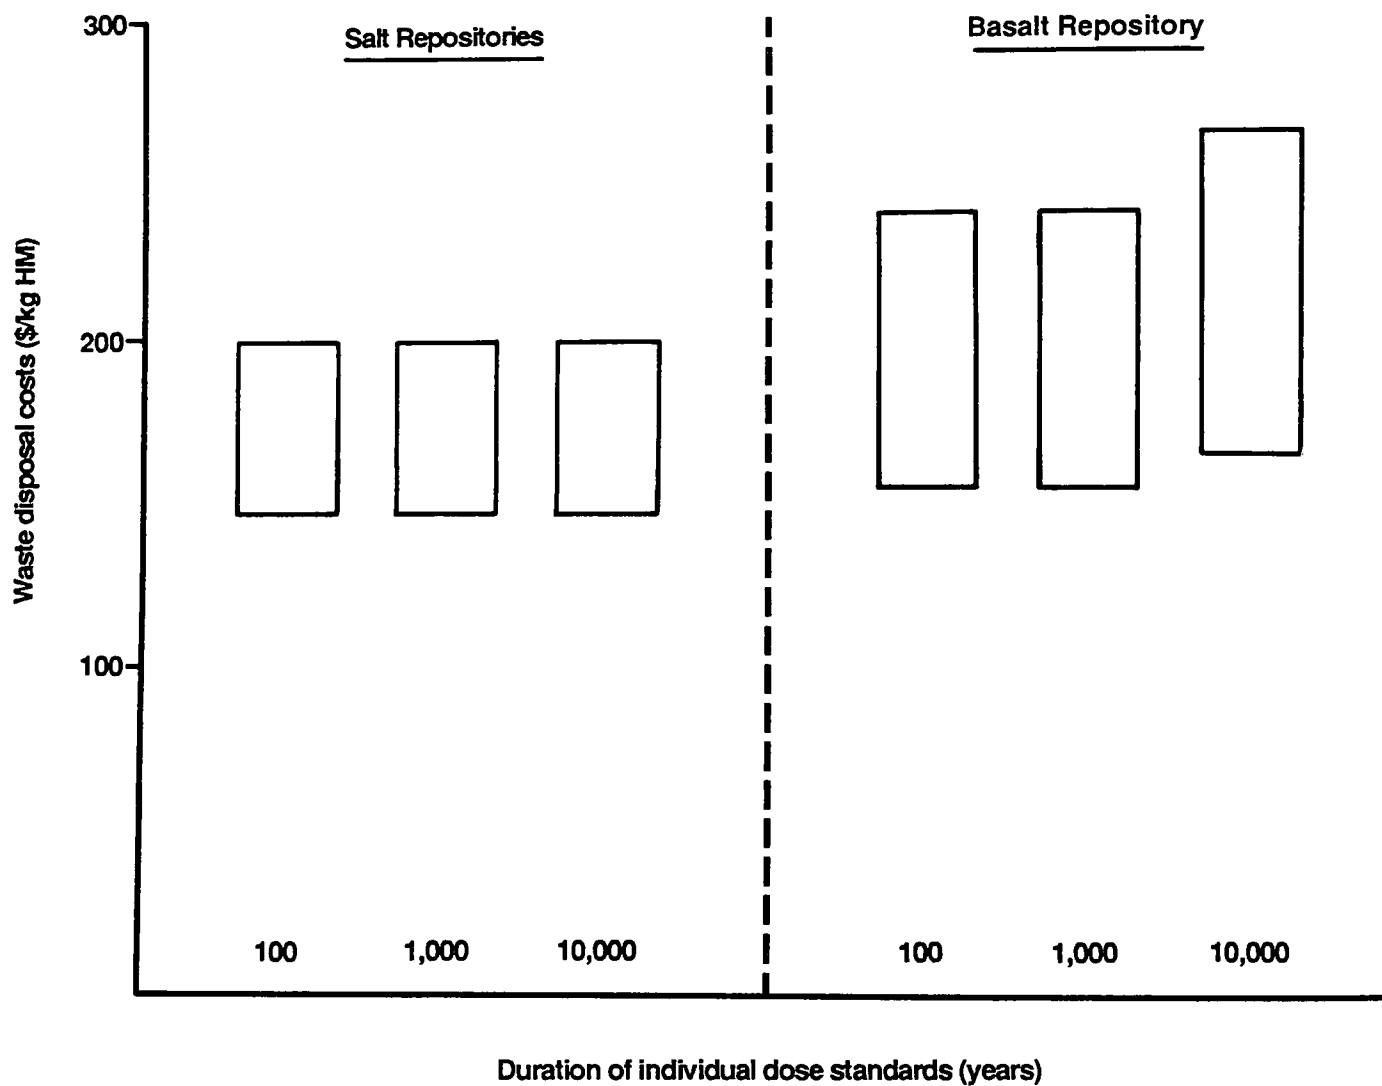 Salt Repositories
Basalt Repository
300
200
100
Waste disposal costs ($/kg HM)
100 1,000 10,000
100 1,000 10,000
Duration of individual dose standards (years)